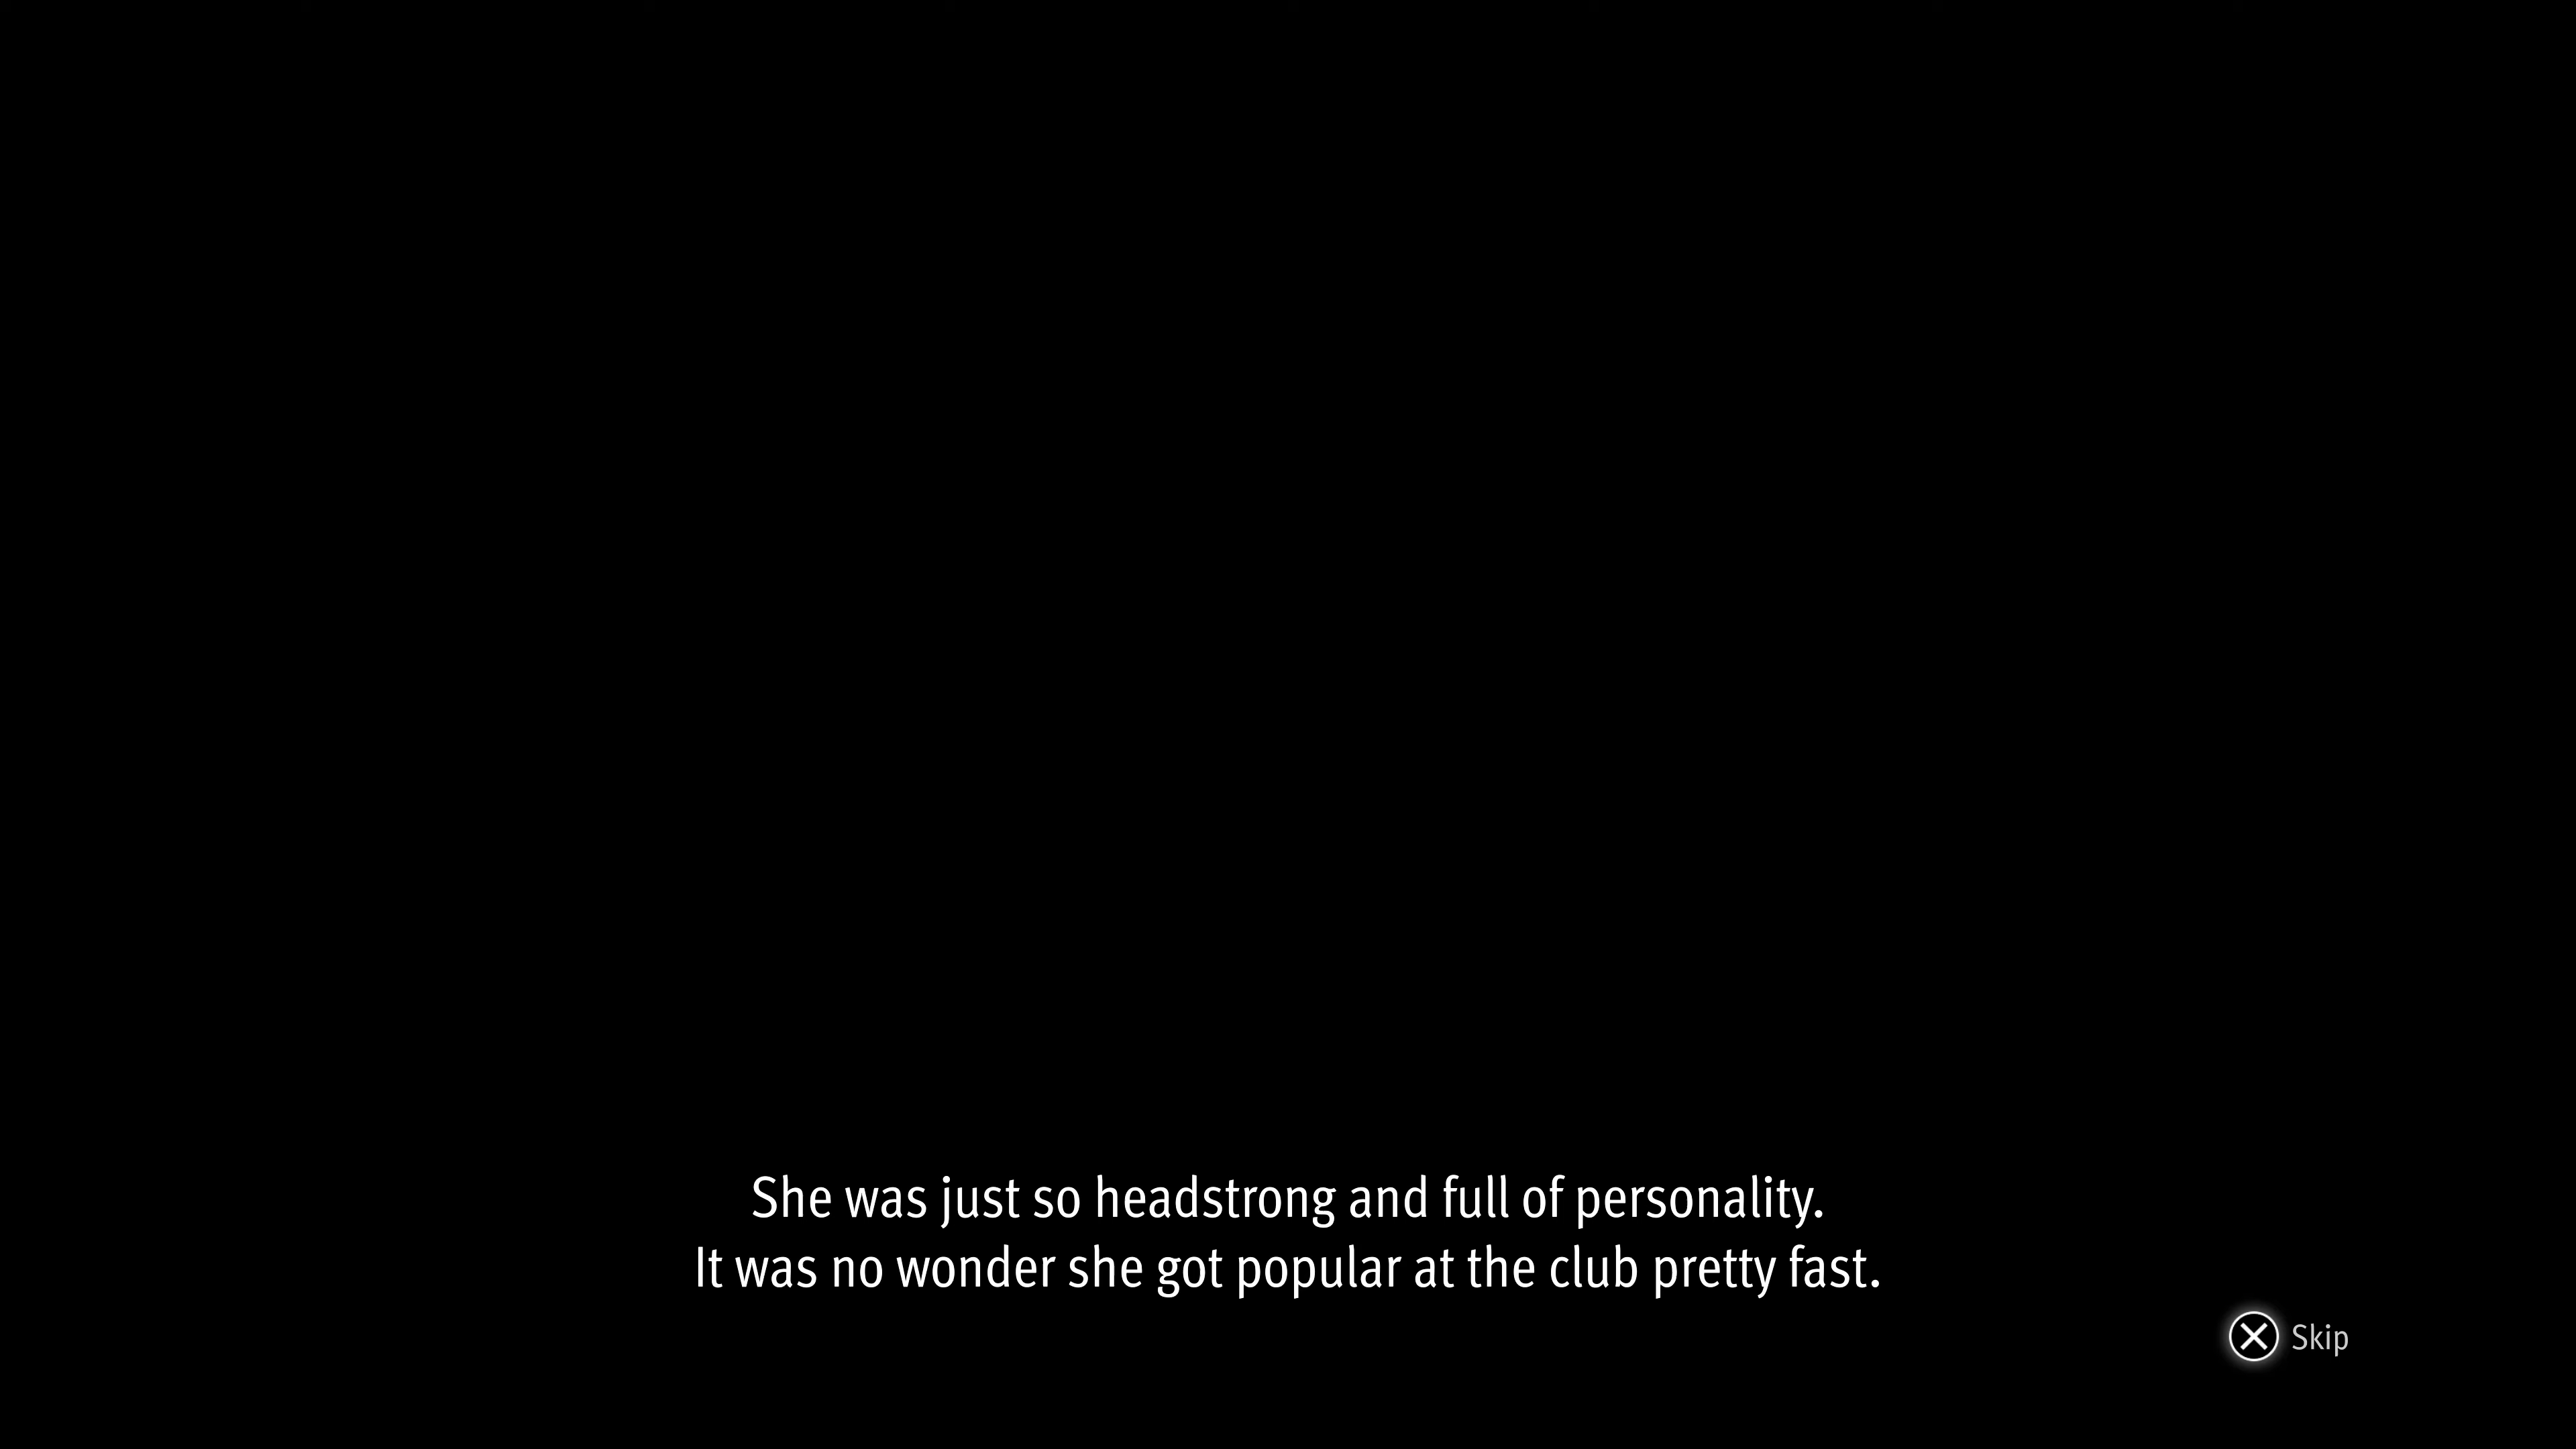 She was just so headstrong and full of personality.
It was no wonder she got popular at the club pretty fast.
Skip